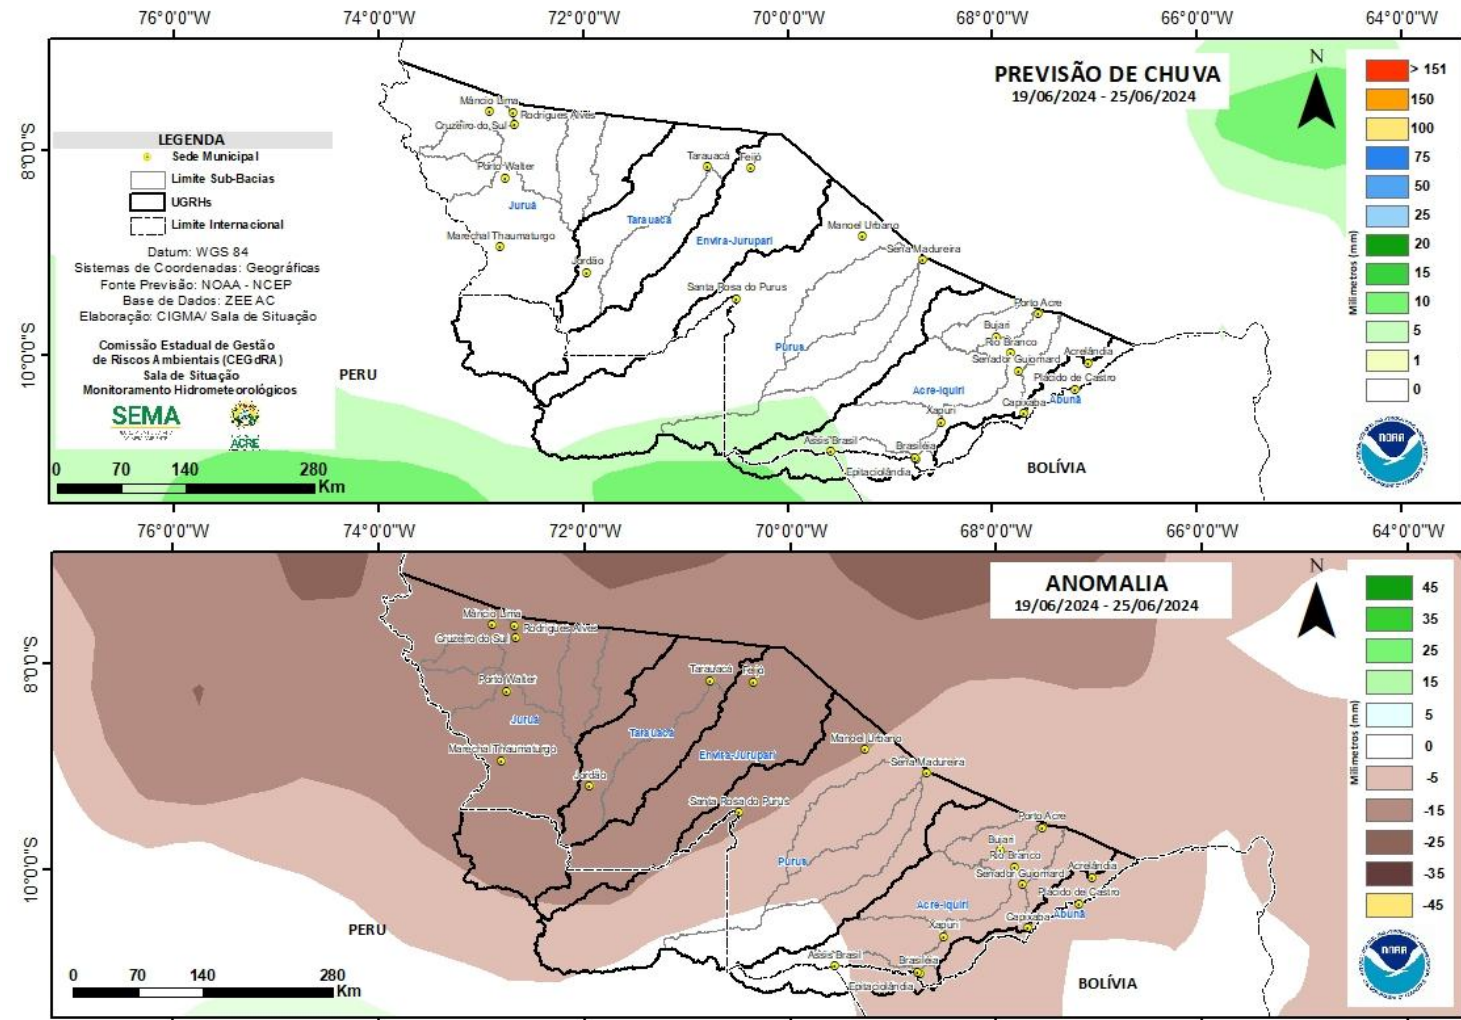 76°0'0"W 74°0'0"W 72°0'0"W 70°0'0"W 68°0'0"W 66°0'0"W 64°0'0"W
8°0'0"S
10°0'0"S
PREVISÃO DE CHUVA
19/06/2024 - 25/06/2024
N
LEGENDA
Sede Municipal
Limite Sub-Bacias
UGRHs
Limite Internacional
Datum: WGS 84
Sistemas de Coordenadas: Geográficas
Fonte Previsão: NOAA - NCEP
Base de Dados: ZEE AC
Elaboração: CIGMA/ Sala de Situação
Comissão Estadual de Gestão
de Riscos Ambientais (CEGdRA)
Sala de Situação
Monitoramento Hidrometeorológicos
SEMA
ACRE
0 70 140 280
Km
Mâncio Lima
Rodrigues Alves
Cruzeiro do Sul
Porto Walter
Juruá
Marechal Thaumaturgo
Jordão
Tarauacá
Feijó
Tarauacá
Envira-Jurupari
Manoel Urbano
Sena Madureira
Santa Rosa do Purus
Purus
Porto Acre
Bujari
Rio Branco
Senador Guiomard
Acrelândia
Plácido de Castro
Acre-Iquiri
Capixaba
Abunã
Xapuri
Assis Brasil
Brasiléia
Epitaciolândia
PERU
BOLÍVIA
Milímetros (mm)
> 151
150
100
75
50
25
20
15
10
5
1
0
NOAA
76°0'0"W 74°0'0"W 72°0'0"W 70°0'0"W 68°0'0"W 66°0'0"W 64°0'0"W
8°0'0"S
10°0'0"S
ANOMALIA
19/06/2024 - 25/06/2024
N
Mâncio Lima
Rodrigues Alves
Cruzeiro do Sul
Porto Walter
Juruá
Marechal Thaumaturgo
Jordão
Tarauacá
Feijó
Tarauacá
Envira-Jurupari
Manoel Urbano
Sena Madureira
Santa Rosa do Purus
Purus
Porto Acre
Bujari
Rio Branco
Senador Guiomard
Acrelândia
Plácido de Castro
Acre-Iquiri
Capixaba
Abunã
Xapuri
Assis Brasil
Brasiléia
Epitaciolândia
PERU
BOLÍVIA
0 70 140 280
Km
Milímetros (mm)
45
35
25
15
5
0
-5
-15
-25
-35
-45
NOAA